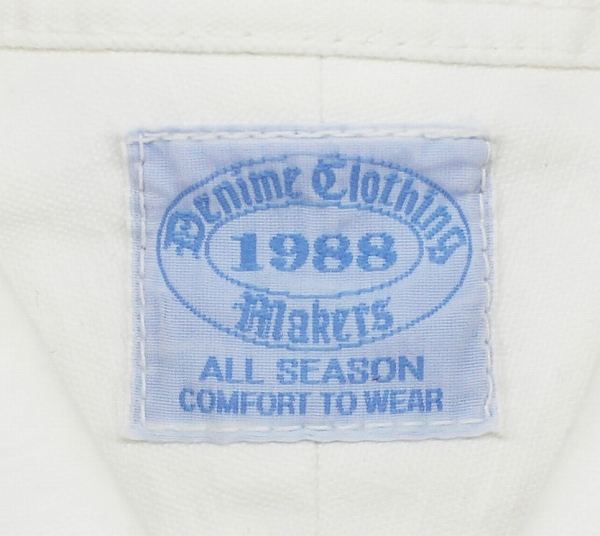 Denime Clothing
1988
Makers
ALL SEASON
COMFORT TO WEAR